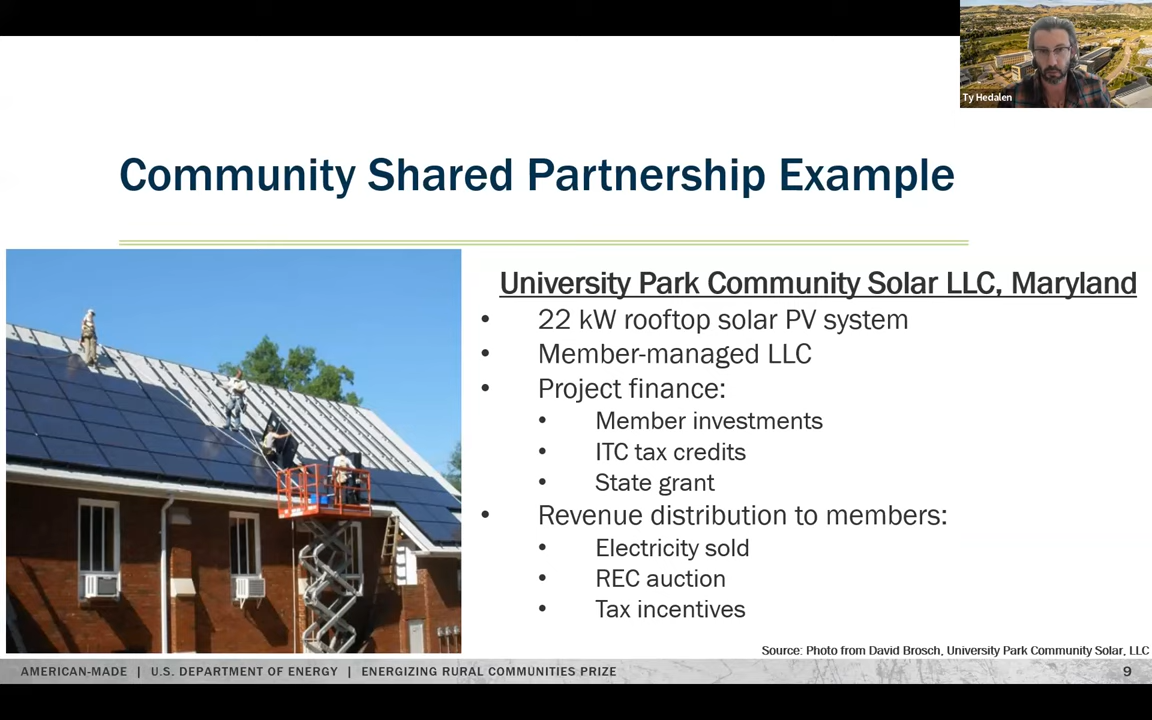 Ty Hedalen
Community Shared Partnership Example
University Park Community Solar LLC, Maryland
• 22 kW rooftop solar PV system
• Member-managed LLC
• Project finance:
• Member investments
• ITC tax credits
• State grant
• Revenue distribution to members:
• Electricity sold
• REC auction
• Tax incentives
Source: Photo from David Brosch, University Park Community Solar, LLC
AMERICAN-MADE | U.S. DEPARTMENT OF ENERGY | ENERGIZING RURAL COMMUNITIES PRIZE
9